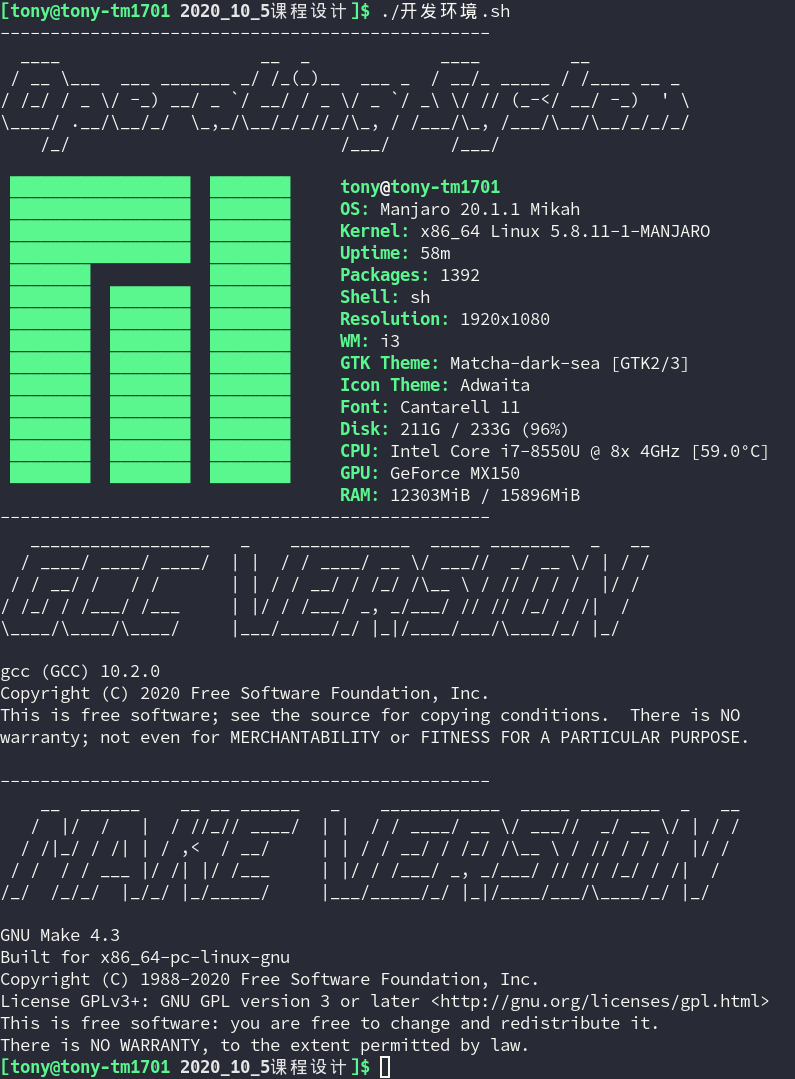 [tony@tony-tm1701 2020_10_5课程设计]$ ./开发环境.sh
-------------------------------------------------
Operating System
tony@tony-tm1701
OS: Manjaro 20.1.1 Mikah
Kernel: x86_64 Linux 5.8.11-1-MANJARO
Uptime: 58m
Packages: 1392
Shell: sh
Resolution: 1920x1080
WM: i3
GTK Theme: Matcha-dark-sea [GTK2/3]
Icon Theme: Adwaita
Font: Cantarell 11
Disk: 211G / 233G (96%)
CPU: Intel Core i7-8550U @ 8x 4GHz [59.0°C]
GPU: GeForce MX150
RAM: 12303MiB / 15896MiB
-------------------------------------------------
GCC VERSION
gcc (GCC) 10.2.0
Copyright (C) 2020 Free Software Foundation, Inc.
This is free software; see the source for copying conditions.  There is NO
warranty; not even for MERCHANTABILITY or FITNESS FOR A PARTICULAR PURPOSE.
-------------------------------------------------
MAKE VERSION
GNU Make 4.3
Built for x86_64-pc-linux-gnu
Copyright (C) 1988-2020 Free Software Foundation, Inc.
License GPLv3+: GNU GPL version 3 or later <http://gnu.org/licenses/gpl.html>
This is free software: you are free to change and redistribute it.
There is NO WARRANTY, to the extent permitted by law.
[tony@tony-tm1701 2020_10_5课程设计]$